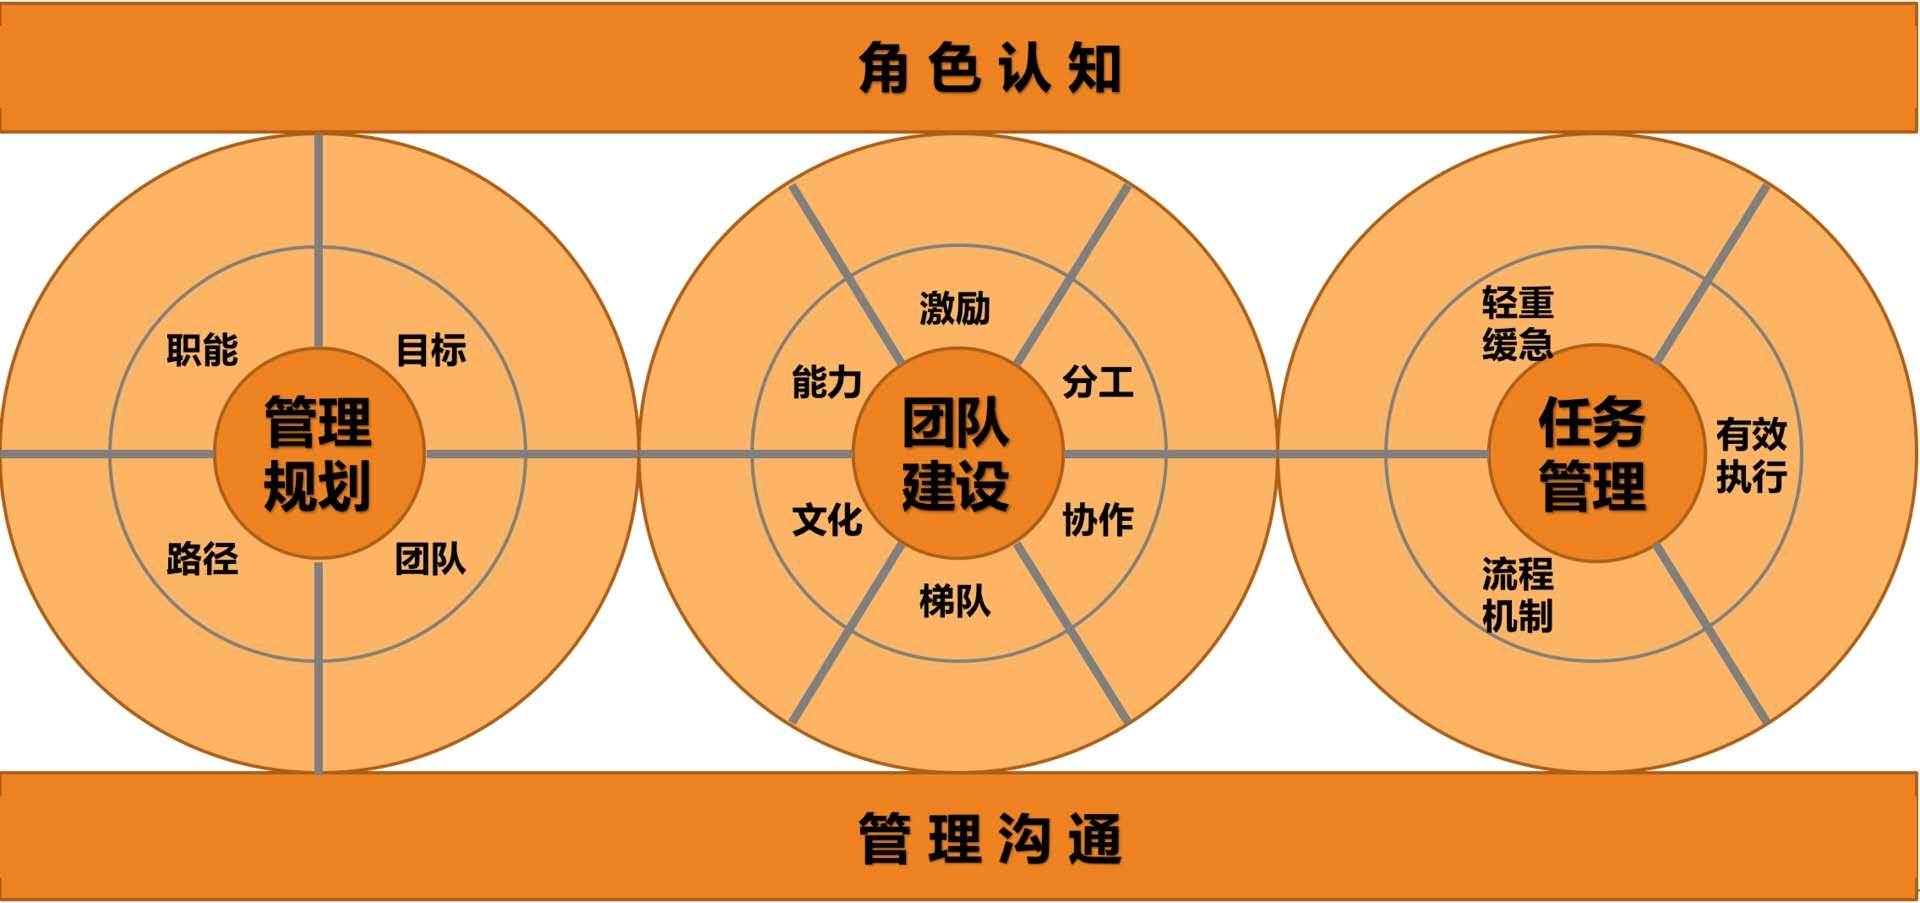 角色认知
职能
目标
管理
规划
路径
团队
激励
能力
分工
团队
建设
文化
协作
梯队
轻重
缓急
任务
管理
有效
执行
流程
机制
管理沟通